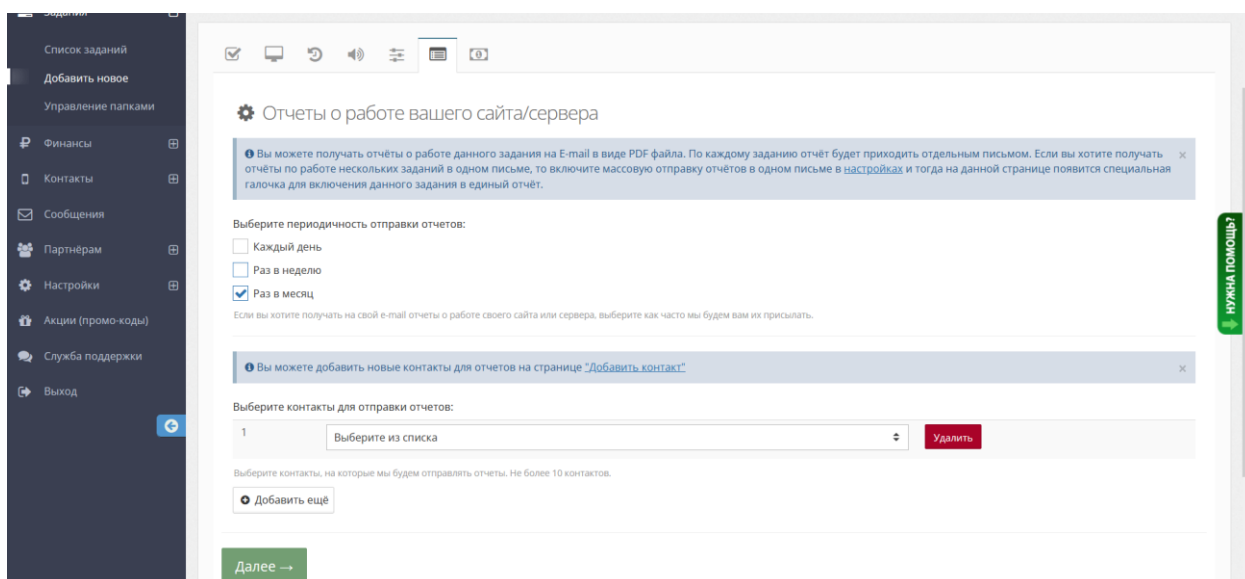 Задания
Список заданий
Добавить новое
Управление папками
Финансы
Контакты
Сообщения
Партнёрам
Настройки
Акции (промо-коды)
Служба поддержки
Выход
Отчеты о работе вашего сайта/сервера
Вы можете получать отчёты о работе данного задания на E-mail в виде PDF файла. По каждому заданию отчёт будет приходить отдельным письмом. Если вы хотите получать
отчёты по работе нескольких заданий в одном письме, то включите массовую отправку отчётов в одном письме в настройках и тогда на данной странице появится специальная
галочка для включения данного задания в единый отчёт.
Выберите периодичность отправки отчетов:
Каждый день
Раз в неделю
Раз в месяц
Если вы хотите получать на свой e-mail отчеты о работе своего сайта или сервера, выберите как часто мы будем вам их присылать.
Вы можете добавить новые контакты для отчетов на странице "Добавить контакт"
Выберите контакты для отправки отчетов:
1 Выберите из списка Удалить
Выберите контакты, на которые мы будем отправлять отчеты. Не более 10 контактов.
Добавить ещё
Далее →
НУЖНА ПОМОЩЬ?